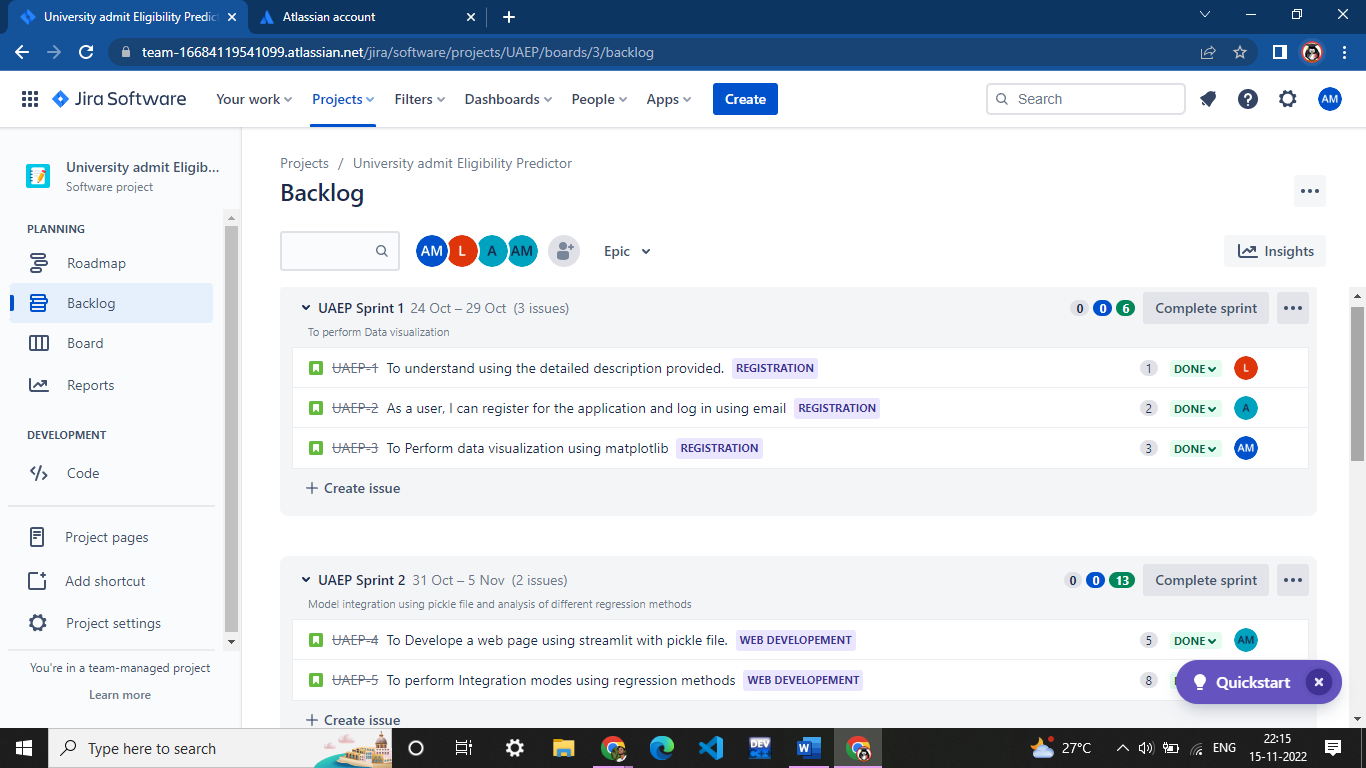 University admit Eligibility Predict
Atlassian account
team-16684119541099.atlassian.net/jira/software/projects/UAEP/boards/3/backlog
Jira Software
Your work
Projects
Filters
Dashboards
People
Apps
Create
Search
AM
University admit Eligib...
Software project
PLANNING
Roadmap
Backlog
Board
Reports
DEVELOPMENT
Code
Project pages
Add shortcut
Project settings
You're in a team-managed project
Learn more
Projects / University admit Eligibility Predictor
Backlog
AM L A AM
Epic
Insights
UAEP Sprint 1 24 Oct – 29 Oct (3 issues) 0 0 6 Complete sprint
To perform Data visualization
UAEP-1 To understand using the detailed description provided. REGISTRATION 1 DONE L
UAEP-2 As a user, I can register for the application and log in using email REGISTRATION 2 DONE A
UAEP-3 To Perform data visualization using matplotlib REGISTRATION 3 DONE AM
+ Create issue
UAEP Sprint 2 31 Oct – 5 Nov (2 issues) 0 0 13 Complete sprint
Model integration using pickle file and analysis of different regression methods
UAEP-4 To Develope a web page using streamlit with pickle file. WEB DEVELOPEMENT 5 DONE AM
UAEP-5 To perform Integration modes using regression methods WEB DEVELOPEMENT 8
+ Create issue
Quickstart
Type here to search
DEV
27°C
ENG
22:15
15-11-2022